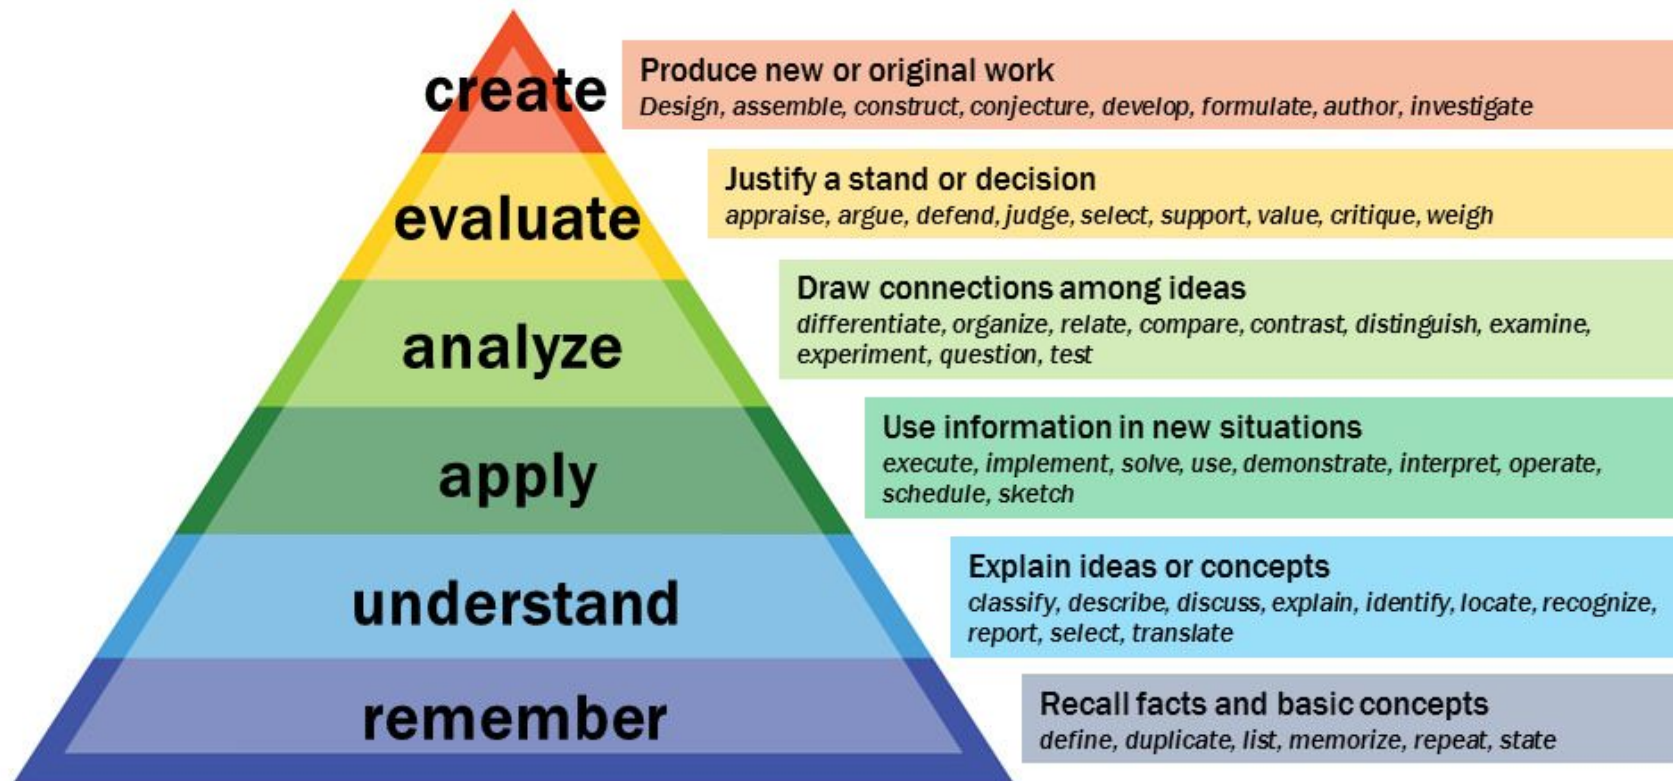 create
Produce new or original work
Design, assemble, construct, conjecture, develop, formulate, author, investigate
evaluate
Justify a stand or decision
appraise, argue, defend, judge, select, support, value, critique, weigh
analyze
Draw connections among ideas
differentiate, organize, relate, compare, contrast, distinguish, examine,
experiment, question, test
apply
Use information in new situations
execute, implement, solve, use, demonstrate, interpret, operate,
schedule, sketch
understand
Explain ideas or concepts
classify, describe, discuss, explain, identify, locate, recognize,
report, select, translate
remember
Recall facts and basic concepts
define, duplicate, list, memorize, repeat, state